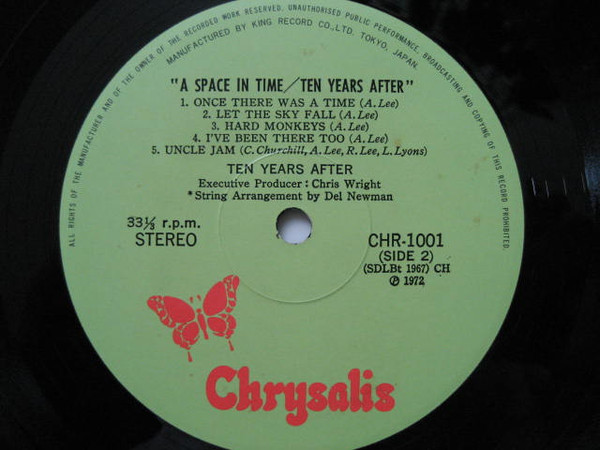 ALL RIGHTS OF THE MANUFACTURER AND OF THE OWNER OF THE RECORDED WORK RESERVED. UNAUTHORISED PUBLIC PERFORMANCE, BROADCASTING AND COPYING OF THIS RECORD PROHIBITED.
MANUFACTURED BY KING RECORD CO., LTD, TOKYO, JAPAN.
"A SPACE IN TIME/TEN YEARS AFTER"
1. ONCE THERE WAS A TIME (A. Lee)
2. LET THE SKY FALL (A. Lee)
3. HARD MONKEYS (A. Lee)
4. I'VE BEEN THERE TOO (A. Lee)
5. UNCLE JAM (C. Churchill, A. Lee, R. Lee, L. Lyons)
TEN YEARS AFTER
Executive Producer : Chris Wright
*String Arrangement by Del Newman
33⅓ r.p.m.
STEREO
CHR-1001
(SIDE 2)
(SDLBt 1967) CH
℗ 1972
Chrysalis